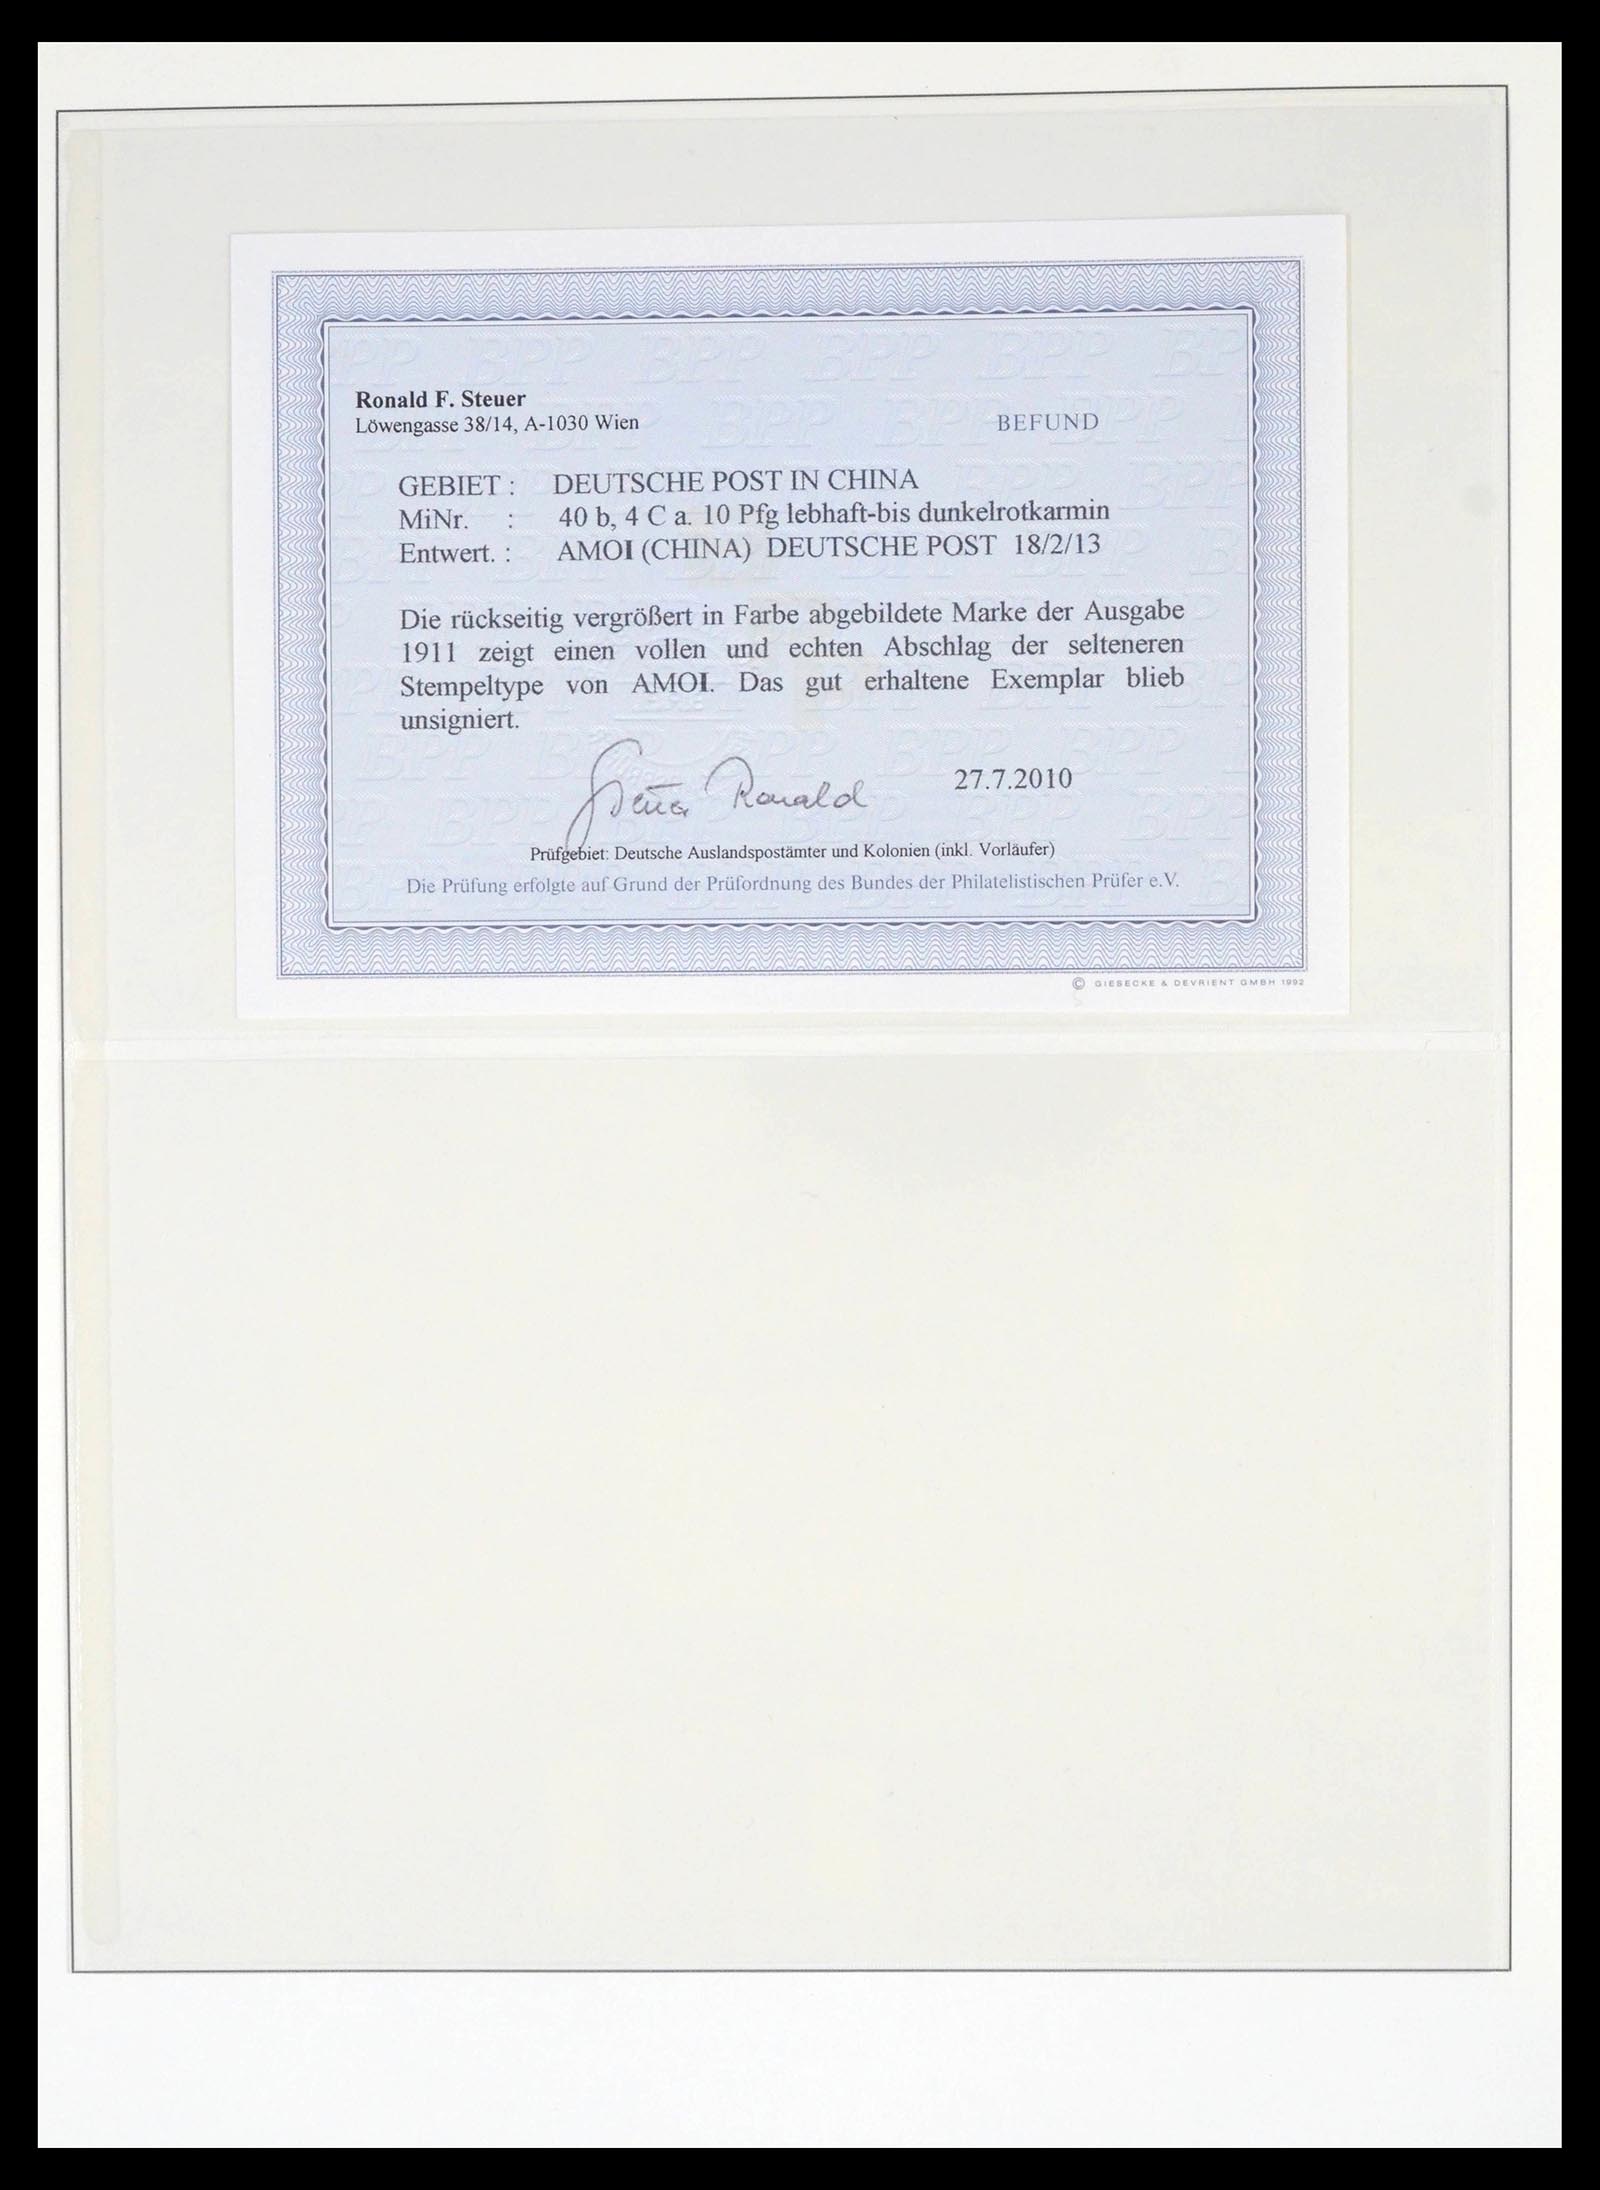 Ronald F. Steuer
Löwengasse 38/14, A-1030 Wien
BEFUND
GEBIET : DEUTSCHE POST IN CHINA
MiNr. : 40 b, 4 C a. 10 Pfg lebhaft-bis dunkelrotkarmin
Entwert. : AMOI (CHINA) DEUTSCHE POST 18/2/13
Die rückseitig vergrößert in Farbe abgebildete Marke der Ausgabe
1911 zeigt einen vollen und echten Abschlag der selteneren
Stempeltype von AMOI. Das gut erhaltene Exemplar blieb
unsigniert.
Steuer Ronald
27.7.2010
Prüfgebiet: Deutsche Auslandspostämter und Kolonien (inkl. Vorläufer)
Die Prüfung erfolgte auf Grund der Prüfordnung des Bundes der Philatelistischen Prüfer e.V.
© GIESECKE & DEVRIENT GMBH 1992